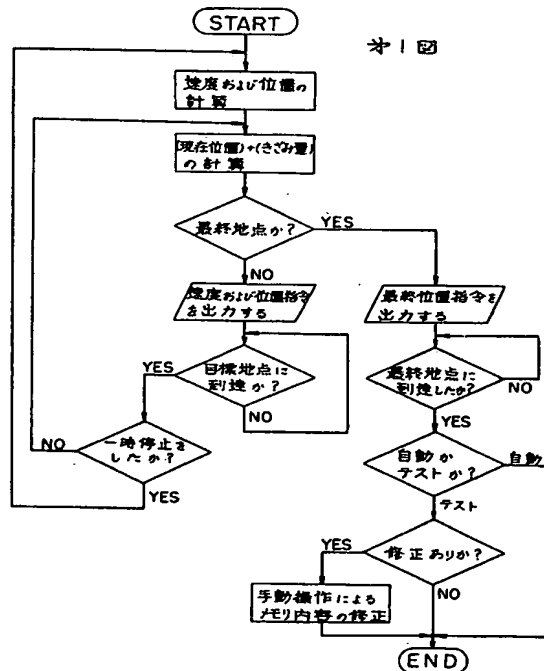 START
オ1図
速度および位置の
計算
(現在位置)+(きざみ量)
の計算
最終地点か?
YES
NO
速度および位置指令
を出力する
最終位置指令を
出力する
目標地点に
到達か?
YES
NO
最終地点に
到達したか?
NO
YES
一時停止を
したか?
NO
YES
自動か
テストか?
自動
テスト
修正ありか?
YES
NO
手動操作による
メモリ内容の修正
END